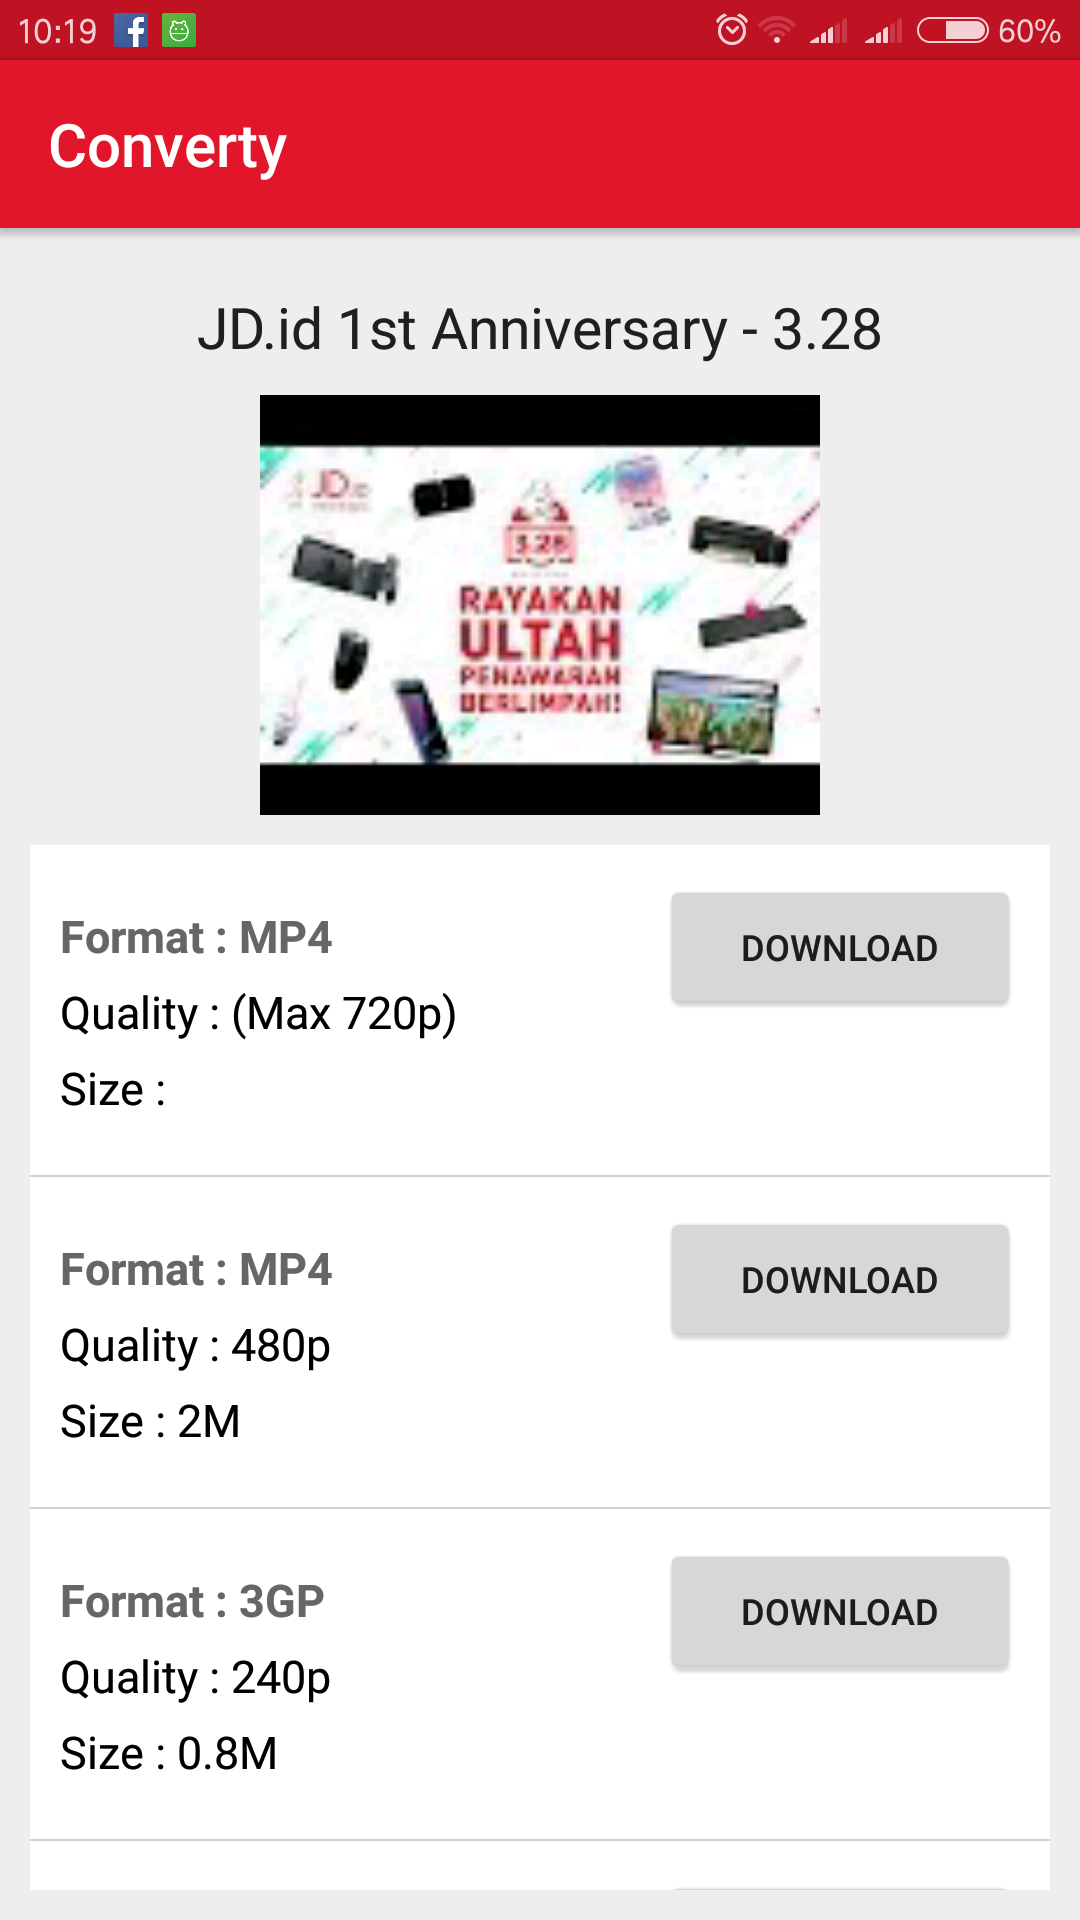 10:19
60%
Converty
JD.id 1st Anniversary - 3.28
JD.ID
3.28
RAYAKAN
ULTAH
PENAWARAN
BERLIMPAH!
Format : MP4
DOWNLOAD
Quality : (Max 720p)
Size :
Format : MP4
DOWNLOAD
Quality : 480p
Size : 2M
Format : 3GP
DOWNLOAD
Quality : 240p
Size : 0.8M